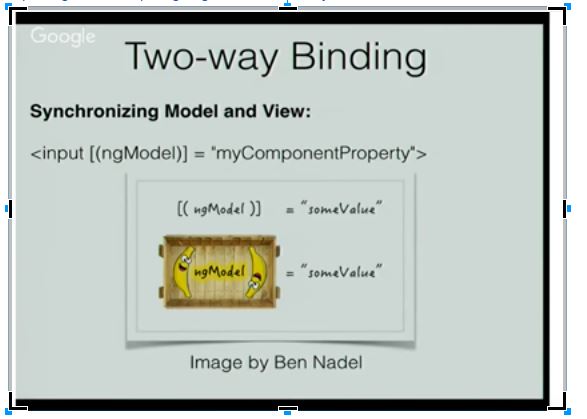 Google
Two-way Binding
Synchronizing Model and View:
<input [(ngModel)] = "myComponentProperty">
[( ngModel )] = "someValue"
ngModel = "someValue"
Image by Ben Nadel